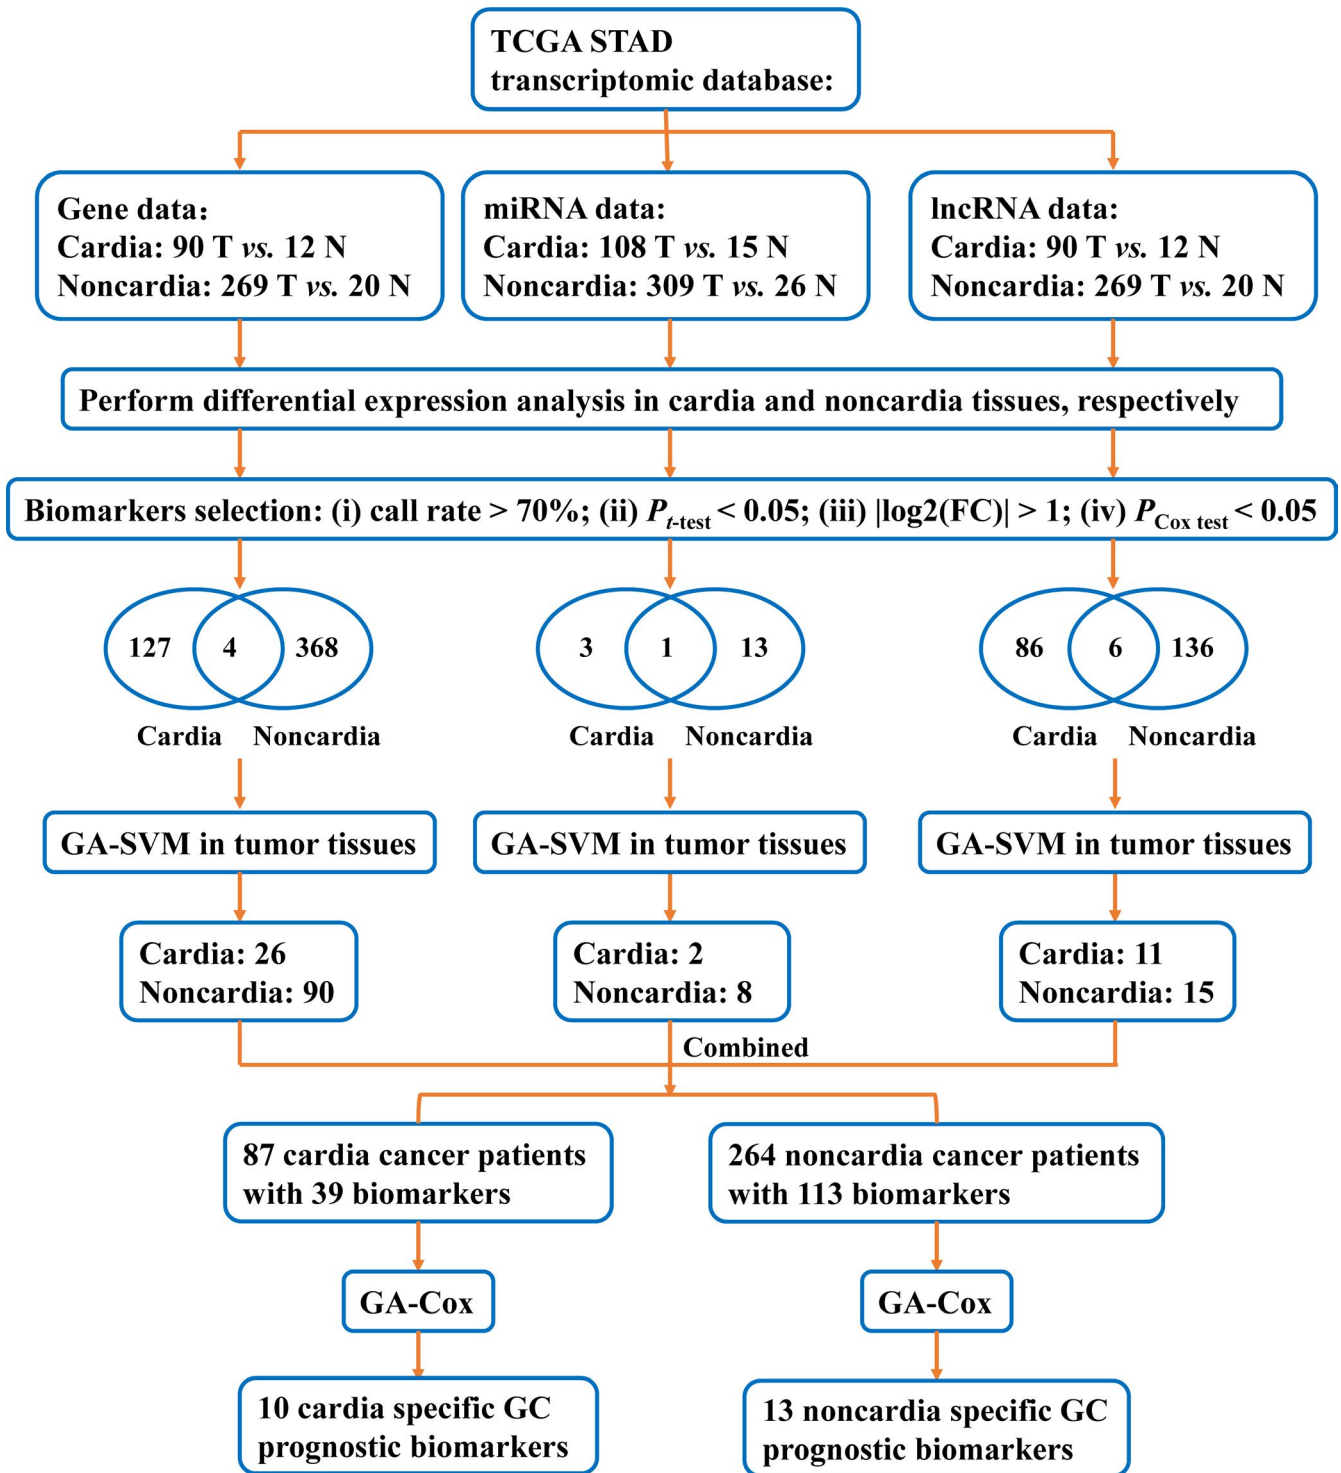 TCGA STAD
transcriptomic database:
Gene data：
Cardia: 90 T vs. 12 N
Noncardia: 269 T vs. 20 N
miRNA data:
Cardia: 108 T vs. 15 N
Noncardia: 309 T vs. 26 N
lncRNA data:
Cardia: 90 T vs. 12 N
Noncardia: 269 T vs. 20 N
Perform differential expression analysis in cardia and noncardia tissues, respectively
Biomarkers selection: (i) call rate > 70%; (ii) Pt-test < 0.05; (iii) |log2(FC)| > 1; (iv) PCox test < 0.05
127 4 368
Cardia Noncardia
3 1 13
Cardia Noncardia
86 6 136
Cardia Noncardia
GA-SVM in tumor tissues
GA-SVM in tumor tissues
GA-SVM in tumor tissues
Cardia: 26
Noncardia: 90
Cardia: 2
Noncardia: 8
Cardia: 11
Noncardia: 15
Combined
87 cardia cancer patients
with 39 biomarkers
264 noncardia cancer patients
with 113 biomarkers
GA-Cox
GA-Cox
10 cardia specific GC
prognostic biomarkers
13 noncardia specific GC
prognostic biomarkers